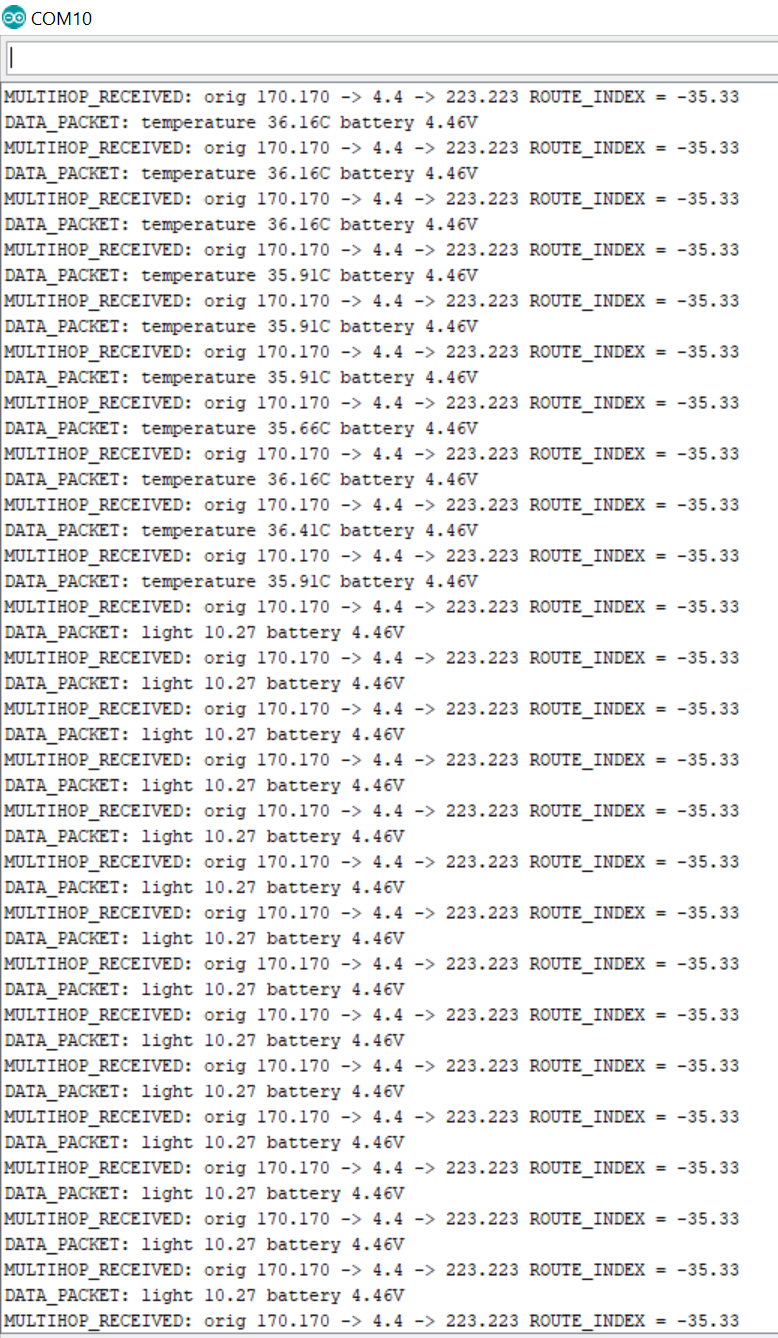 COM10
MULTIHOP_RECEIVED: orig 170.170 -> 4.4 -> 223.223 ROUTE_INDEX = -35.33
DATA_PACKET: temperature 36.16C battery 4.46V
MULTIHOP_RECEIVED: orig 170.170 -> 4.4 -> 223.223 ROUTE_INDEX = -35.33
DATA_PACKET: temperature 36.16C battery 4.46V
MULTIHOP_RECEIVED: orig 170.170 -> 4.4 -> 223.223 ROUTE_INDEX = -35.33
DATA_PACKET: temperature 36.16C battery 4.46V
MULTIHOP_RECEIVED: orig 170.170 -> 4.4 -> 223.223 ROUTE_INDEX = -35.33
DATA_PACKET: temperature 35.91C battery 4.46V
MULTIHOP_RECEIVED: orig 170.170 -> 4.4 -> 223.223 ROUTE_INDEX = -35.33
DATA_PACKET: temperature 35.91C battery 4.46V
MULTIHOP_RECEIVED: orig 170.170 -> 4.4 -> 223.223 ROUTE_INDEX = -35.33
DATA_PACKET: temperature 35.91C battery 4.46V
MULTIHOP_RECEIVED: orig 170.170 -> 4.4 -> 223.223 ROUTE_INDEX = -35.33
DATA_PACKET: temperature 35.66C battery 4.46V
MULTIHOP_RECEIVED: orig 170.170 -> 4.4 -> 223.223 ROUTE_INDEX = -35.33
DATA_PACKET: temperature 36.16C battery 4.46V
MULTIHOP_RECEIVED: orig 170.170 -> 4.4 -> 223.223 ROUTE_INDEX = -35.33
DATA_PACKET: temperature 36.41C battery 4.46V
MULTIHOP_RECEIVED: orig 170.170 -> 4.4 -> 223.223 ROUTE_INDEX = -35.33
DATA_PACKET: temperature 35.91C battery 4.46V
MULTIHOP_RECEIVED: orig 170.170 -> 4.4 -> 223.223 ROUTE_INDEX = -35.33
DATA_PACKET: light 10.27 battery 4.46V
MULTIHOP_RECEIVED: orig 170.170 -> 4.4 -> 223.223 ROUTE_INDEX = -35.33
DATA_PACKET: light 10.27 battery 4.46V
MULTIHOP_RECEIVED: orig 170.170 -> 4.4 -> 223.223 ROUTE_INDEX = -35.33
DATA_PACKET: light 10.27 battery 4.46V
MULTIHOP_RECEIVED: orig 170.170 -> 4.4 -> 223.223 ROUTE_INDEX = -35.33
DATA_PACKET: light 10.27 battery 4.46V
MULTIHOP_RECEIVED: orig 170.170 -> 4.4 -> 223.223 ROUTE_INDEX = -35.33
DATA_PACKET: light 10.27 battery 4.46V
MULTIHOP_RECEIVED: orig 170.170 -> 4.4 -> 223.223 ROUTE_INDEX = -35.33
DATA_PACKET: light 10.27 battery 4.46V
MULTIHOP_RECEIVED: orig 170.170 -> 4.4 -> 223.223 ROUTE_INDEX = -35.33
DATA_PACKET: light 10.27 battery 4.46V
MULTIHOP_RECEIVED: orig 170.170 -> 4.4 -> 223.223 ROUTE_INDEX = -35.33
DATA_PACKET: light 10.27 battery 4.46V
MULTIHOP_RECEIVED: orig 170.170 -> 4.4 -> 223.223 ROUTE_INDEX = -35.33
DATA_PACKET: light 10.27 battery 4.46V
MULTIHOP_RECEIVED: orig 170.170 -> 4.4 -> 223.223 ROUTE_INDEX = -35.33
DATA_PACKET: light 10.27 battery 4.46V
MULTIHOP_RECEIVED: orig 170.170 -> 4.4 -> 223.223 ROUTE_INDEX = -35.33
DATA_PACKET: light 10.27 battery 4.46V
MULTIHOP_RECEIVED: orig 170.170 -> 4.4 -> 223.223 ROUTE_INDEX = -35.33
DATA_PACKET: light 10.27 battery 4.46V
MULTIHOP_RECEIVED: orig 170.170 -> 4.4 -> 223.223 ROUTE_INDEX = -35.33
DATA_PACKET: light 10.27 battery 4.46V
MULTIHOP_RECEIVED: orig 170.170 -> 4.4 -> 223.223 ROUTE_INDEX = -35.33
DATA_PACKET: light 10.27 battery 4.46V
MULTIHOP_RECEIVED: orig 170.170 -> 4.4 -> 223.223 ROUTE_INDEX = -35.33